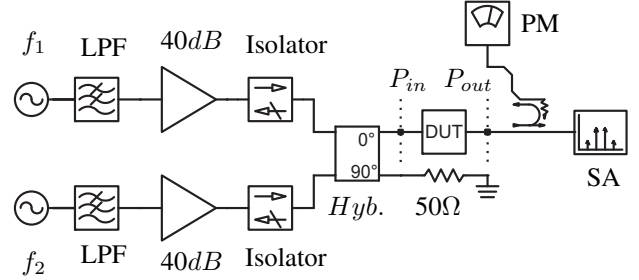 PM
f1 LPF 40dB Isolator
Pin Pout
0° DUT
90°
Hyb. 50Ω SA
f2 LPF 40dB Isolator